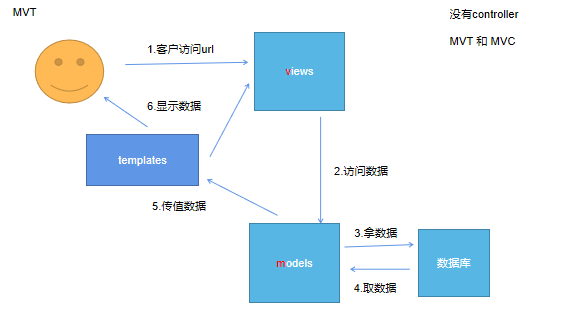 MVT
没有controller
MVT 和 MVC
1.客户访问url
views
6.显示数据
templates
2.访问数据
5.传值数据
models
3.拿数据
数据库
4.取数据